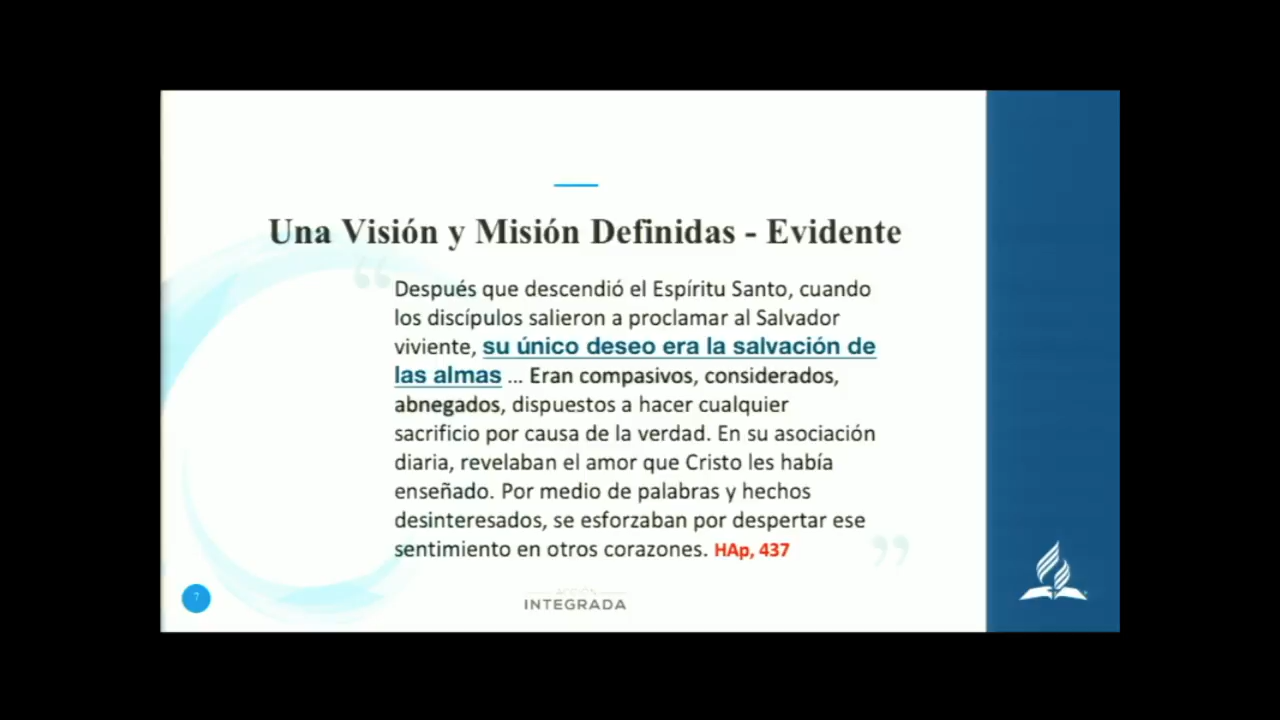 Una Visión y Misión Definidas - Evidente
“
Después que descendió el Espíritu Santo, cuando
los discípulos salieron a proclamar al Salvador
viviente, su único deseo era la salvación de
las almas ... Eran compasivos, considerados,
abnegados, dispuestos a hacer cualquier
sacrificio por causa de la verdad. En su asociación
diaria, revelaban el amor que Cristo les había
enseñado. Por medio de palabras y hechos
desinteresados, se esforzaban por despertar ese
sentimiento en otros corazones. HAp, 437
”
7
ACCIÓN
INTEGRADA